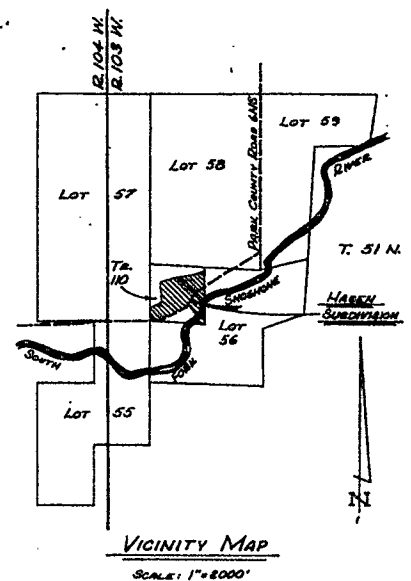 R. 104 W.
R. 103 W.
LOT 57
LOT 58
LOT 59
PARK COUNTY ROAD 6NS
RIVER
T. 51 N.
TR. 110
SHOSHONE
HAGEN
SUBDIVISION
LOT 56
SOUTH
FORK
LOT 55
N
VICINITY MAP
SCALE: 1"=2000'